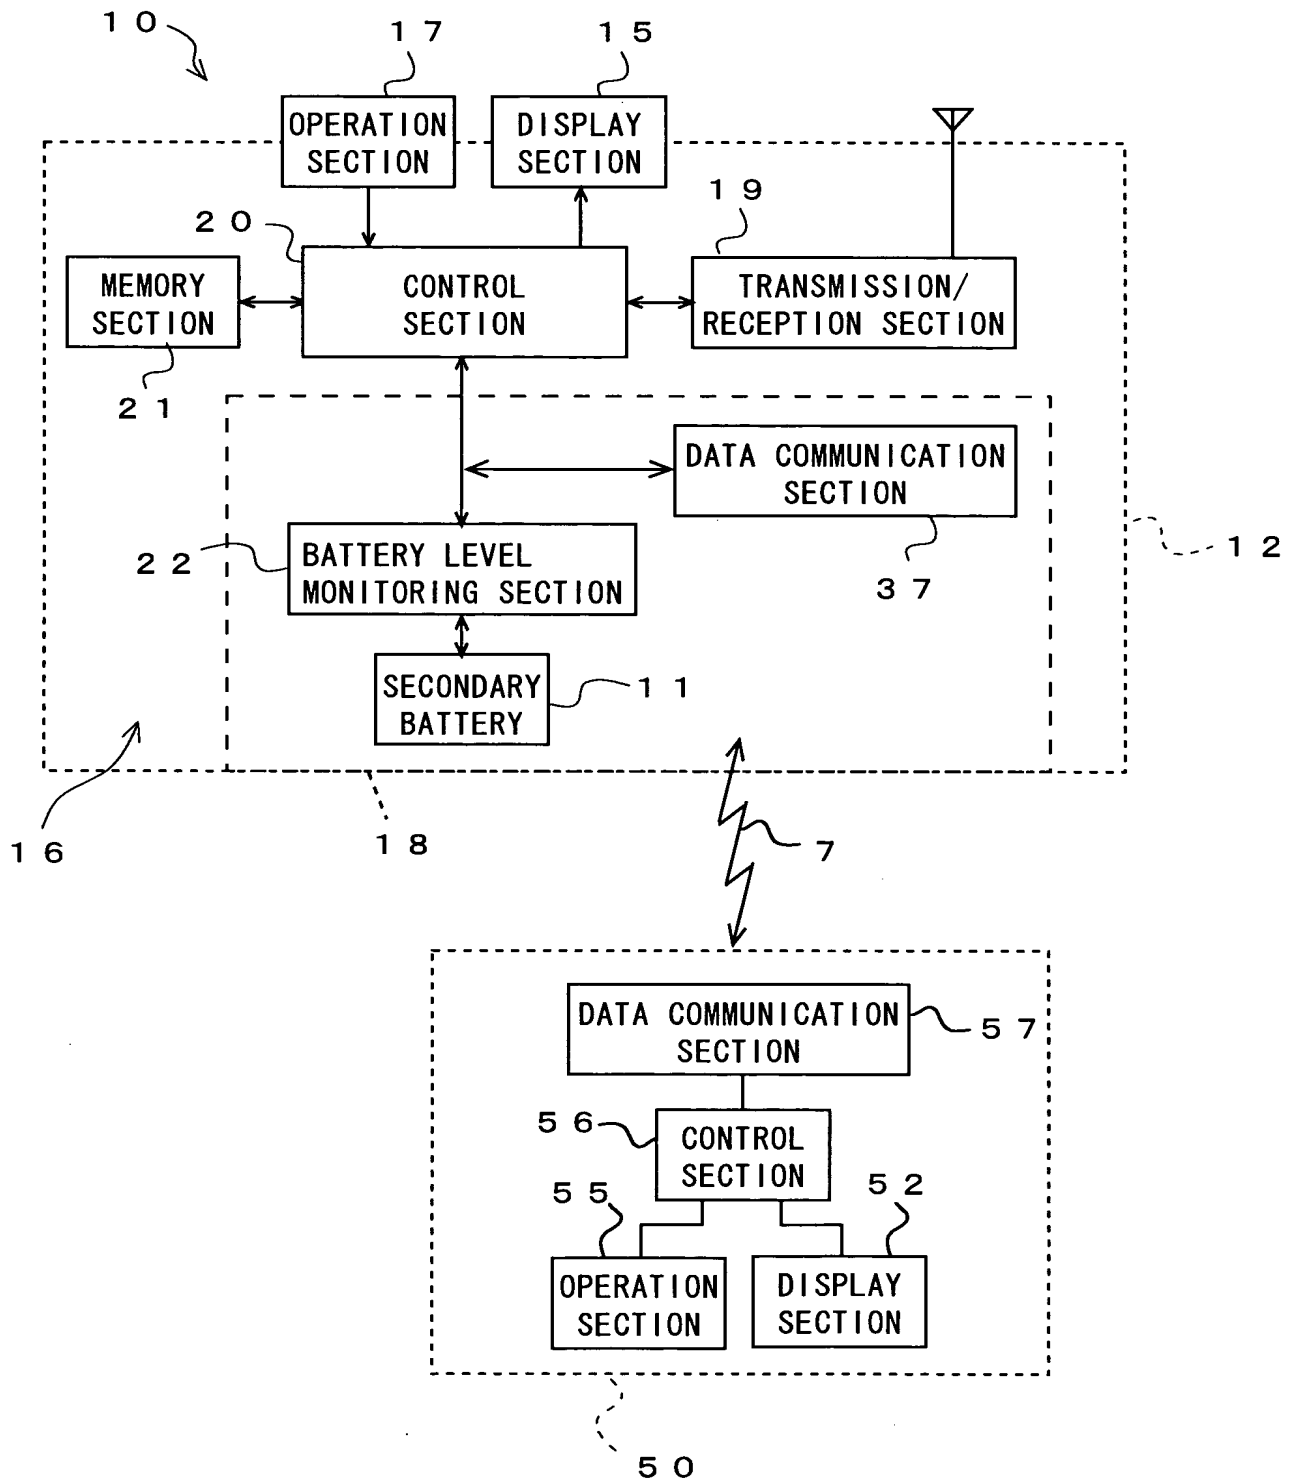 10
17
15
OPERATION
SECTION
DISPLAY
SECTION
19
20
MEMORY
SECTION
CONTROL
SECTION
TRANSMISSION/
RECEPTION SECTION
21
DATA COMMUNICATION
SECTION
22
BATTERY LEVEL
MONITORING SECTION
37
12
SECONDARY
BATTERY
11
16
18
7
DATA COMMUNICATION
SECTION
57
56
CONTROL
SECTION
55
52
OPERATION
SECTION
DISPLAY
SECTION
50